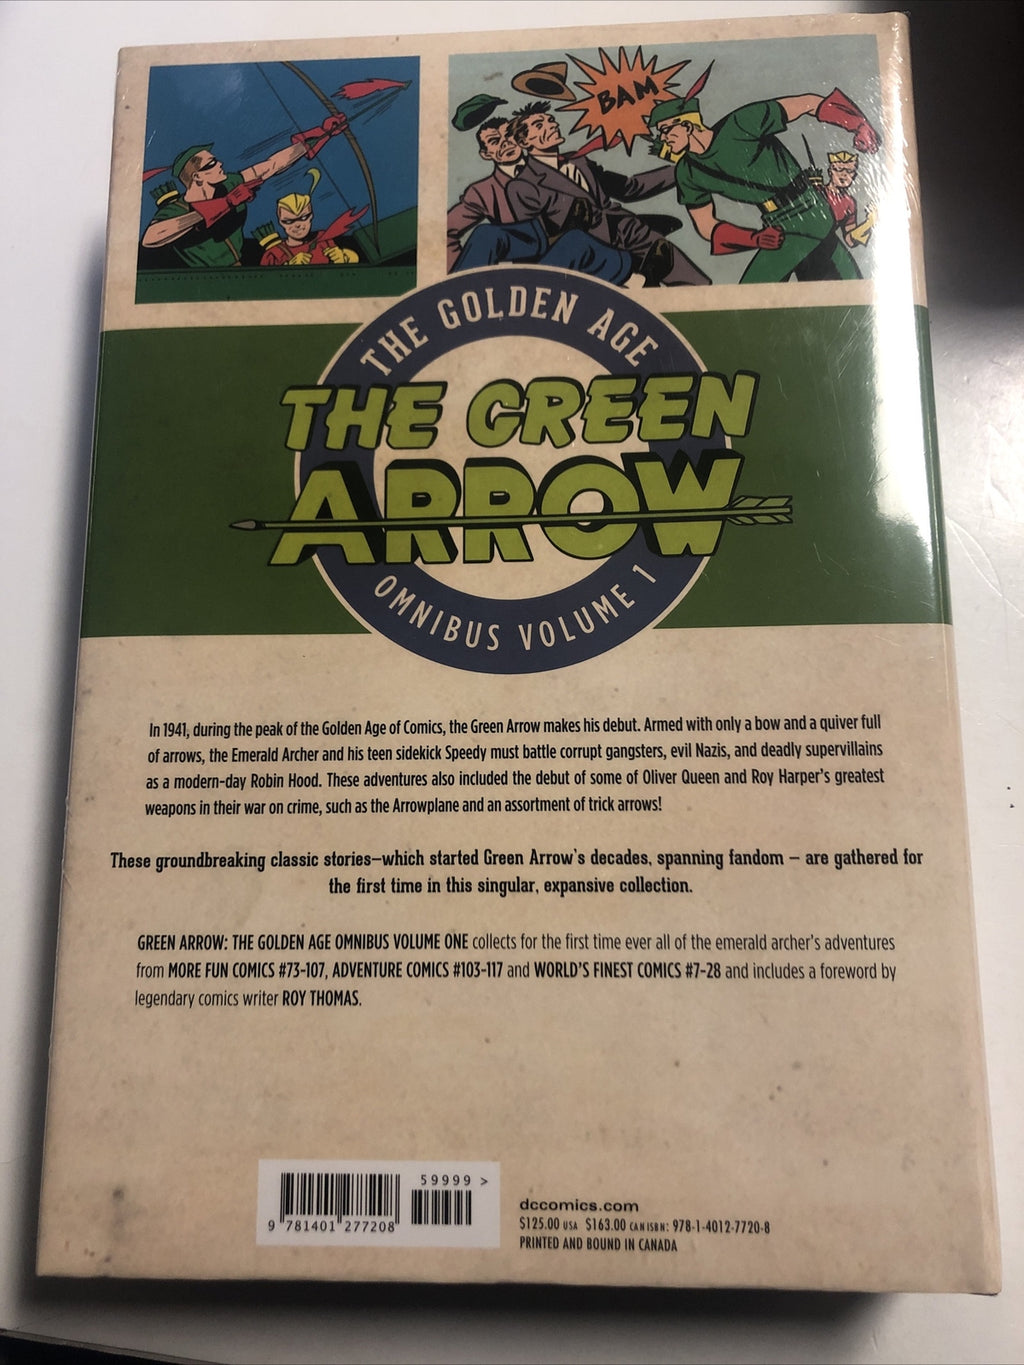 BAM
THE GOLDEN AGE
THE GREEN
ARROW
OMNIBUS VOLUME 1
In 1941, during the peak of the Golden Age of Comics, the Green Arrow makes his debut. Armed with only a bow and a quiver full
of arrows, the Emerald Archer and his teen sidekick Speedy must battle corrupt gangsters, evil Nazis, and deadly supervillains
as a modern-day Robin Hood. These adventures also included the debut of some of Oliver Queen and Roy Harper's greatest
weapons in their war on crime, such as the Arrowplane and an assortment of trick arrows!
These groundbreaking classic stories—which started Green Arrow's decades, spanning fandom – are gathered for
the first time in this singular, expansive collection.
GREEN ARROW: THE GOLDEN AGE OMNIBUS VOLUME ONE collects for the first time ever all of the emerald archer's adventures
from MORE FUN COMICS #73-107, ADVENTURE COMICS #103-117 and WORLD'S FINEST COMICS #7-28 and includes a foreword by
legendary comics writer ROY THOMAS.
59999 >
9 781401 277208
dccomics.com
$125.00 USA $163.00 CAN ISBN: 978-1-4012-7720-8
PRINTED AND BOUND IN CANADA